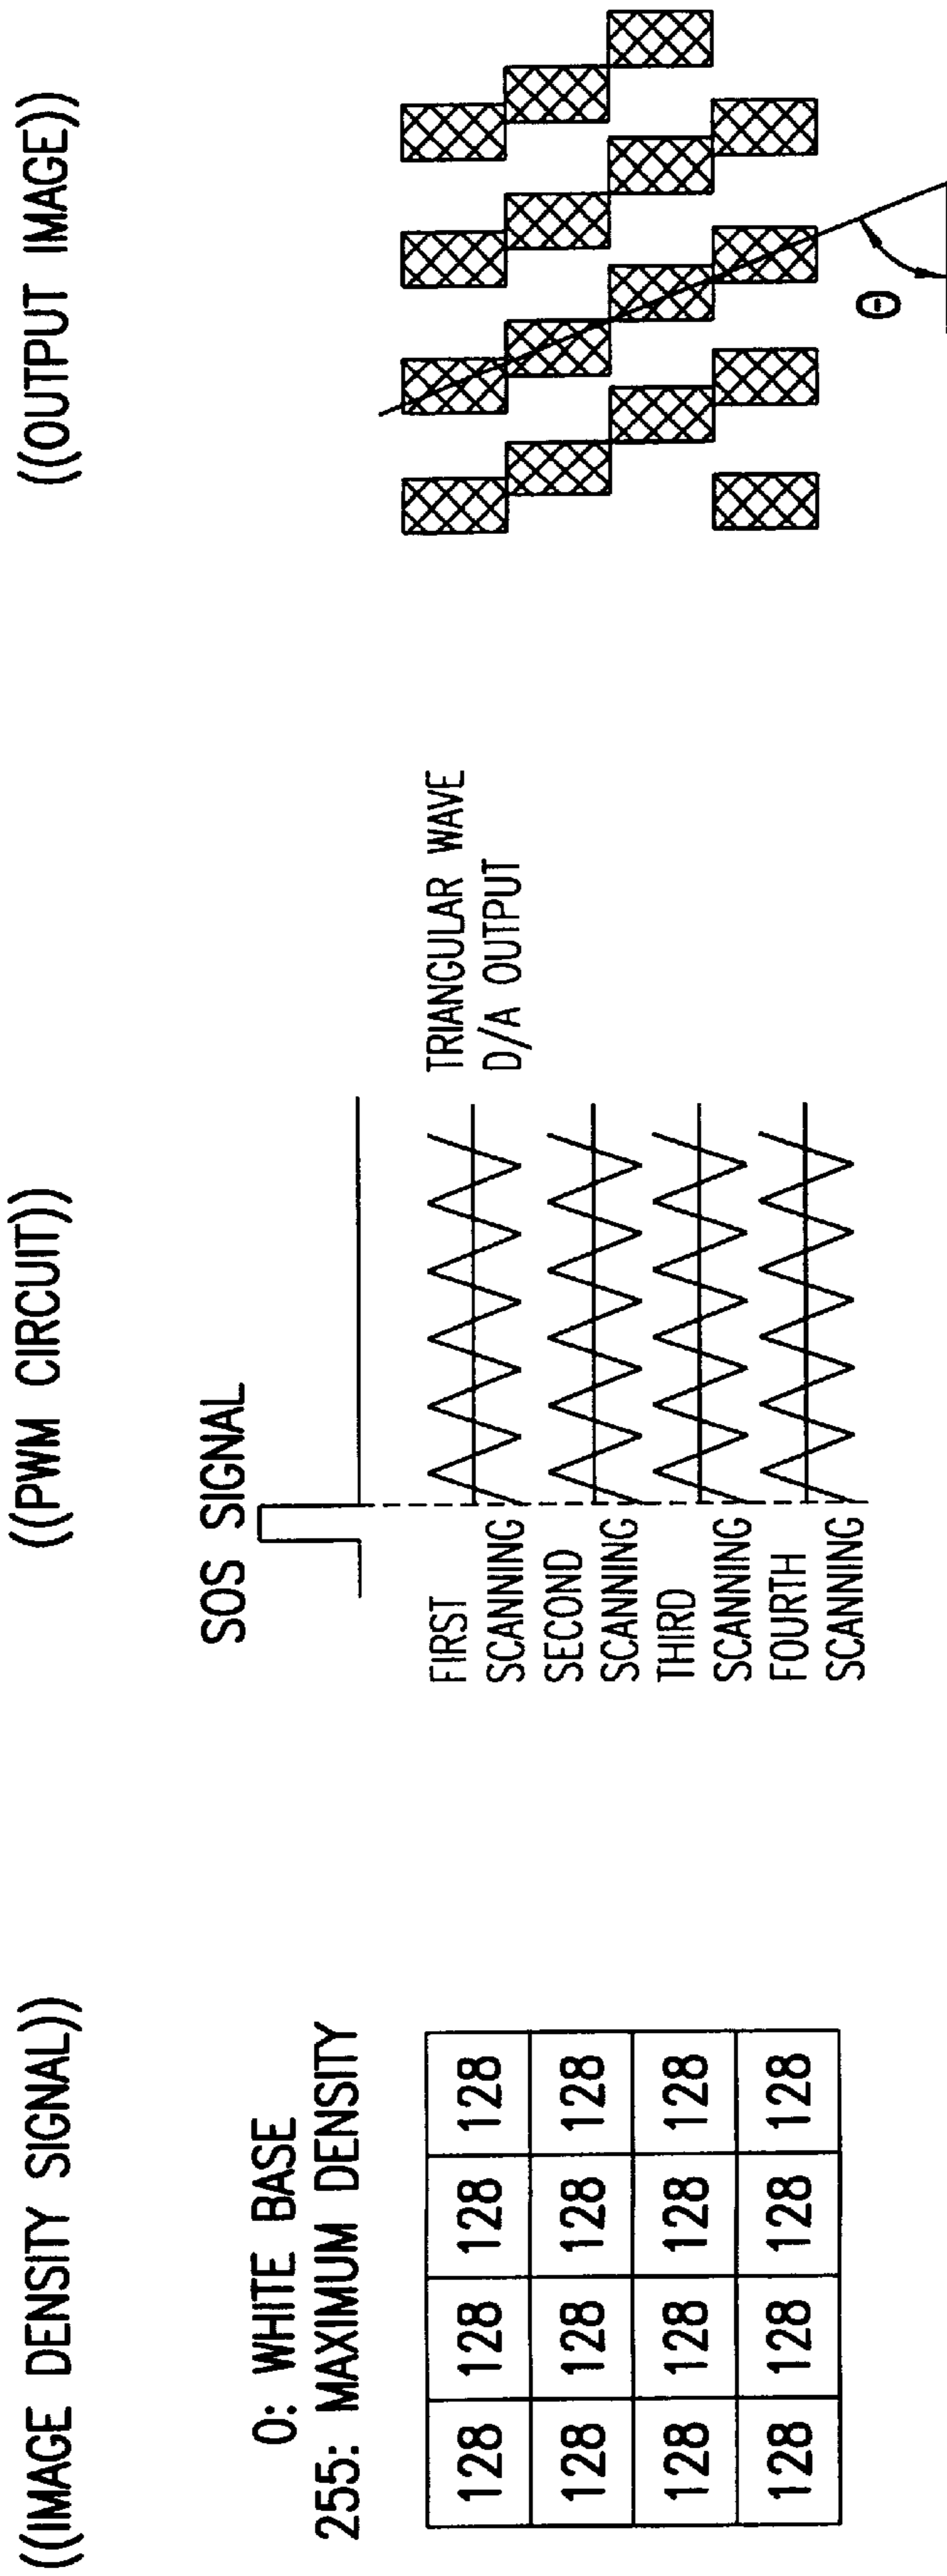 ((IMAGE DENSITY SIGNAL))
0: WHITE BASE
255: MAXIMUM DENSITY
128 128 128 128
128 128 128 128
128 128 128 128
128 128 128 128
((PWM CIRCUIT))
SOS SIGNAL
FIRST
SCANNING
SECOND
SCANNING
THIRD
SCANNING
FOURTH
SCANNING
TRIANGULAR WAVE
D/A OUTPUT
((OUTPUT IMAGE))
Θ